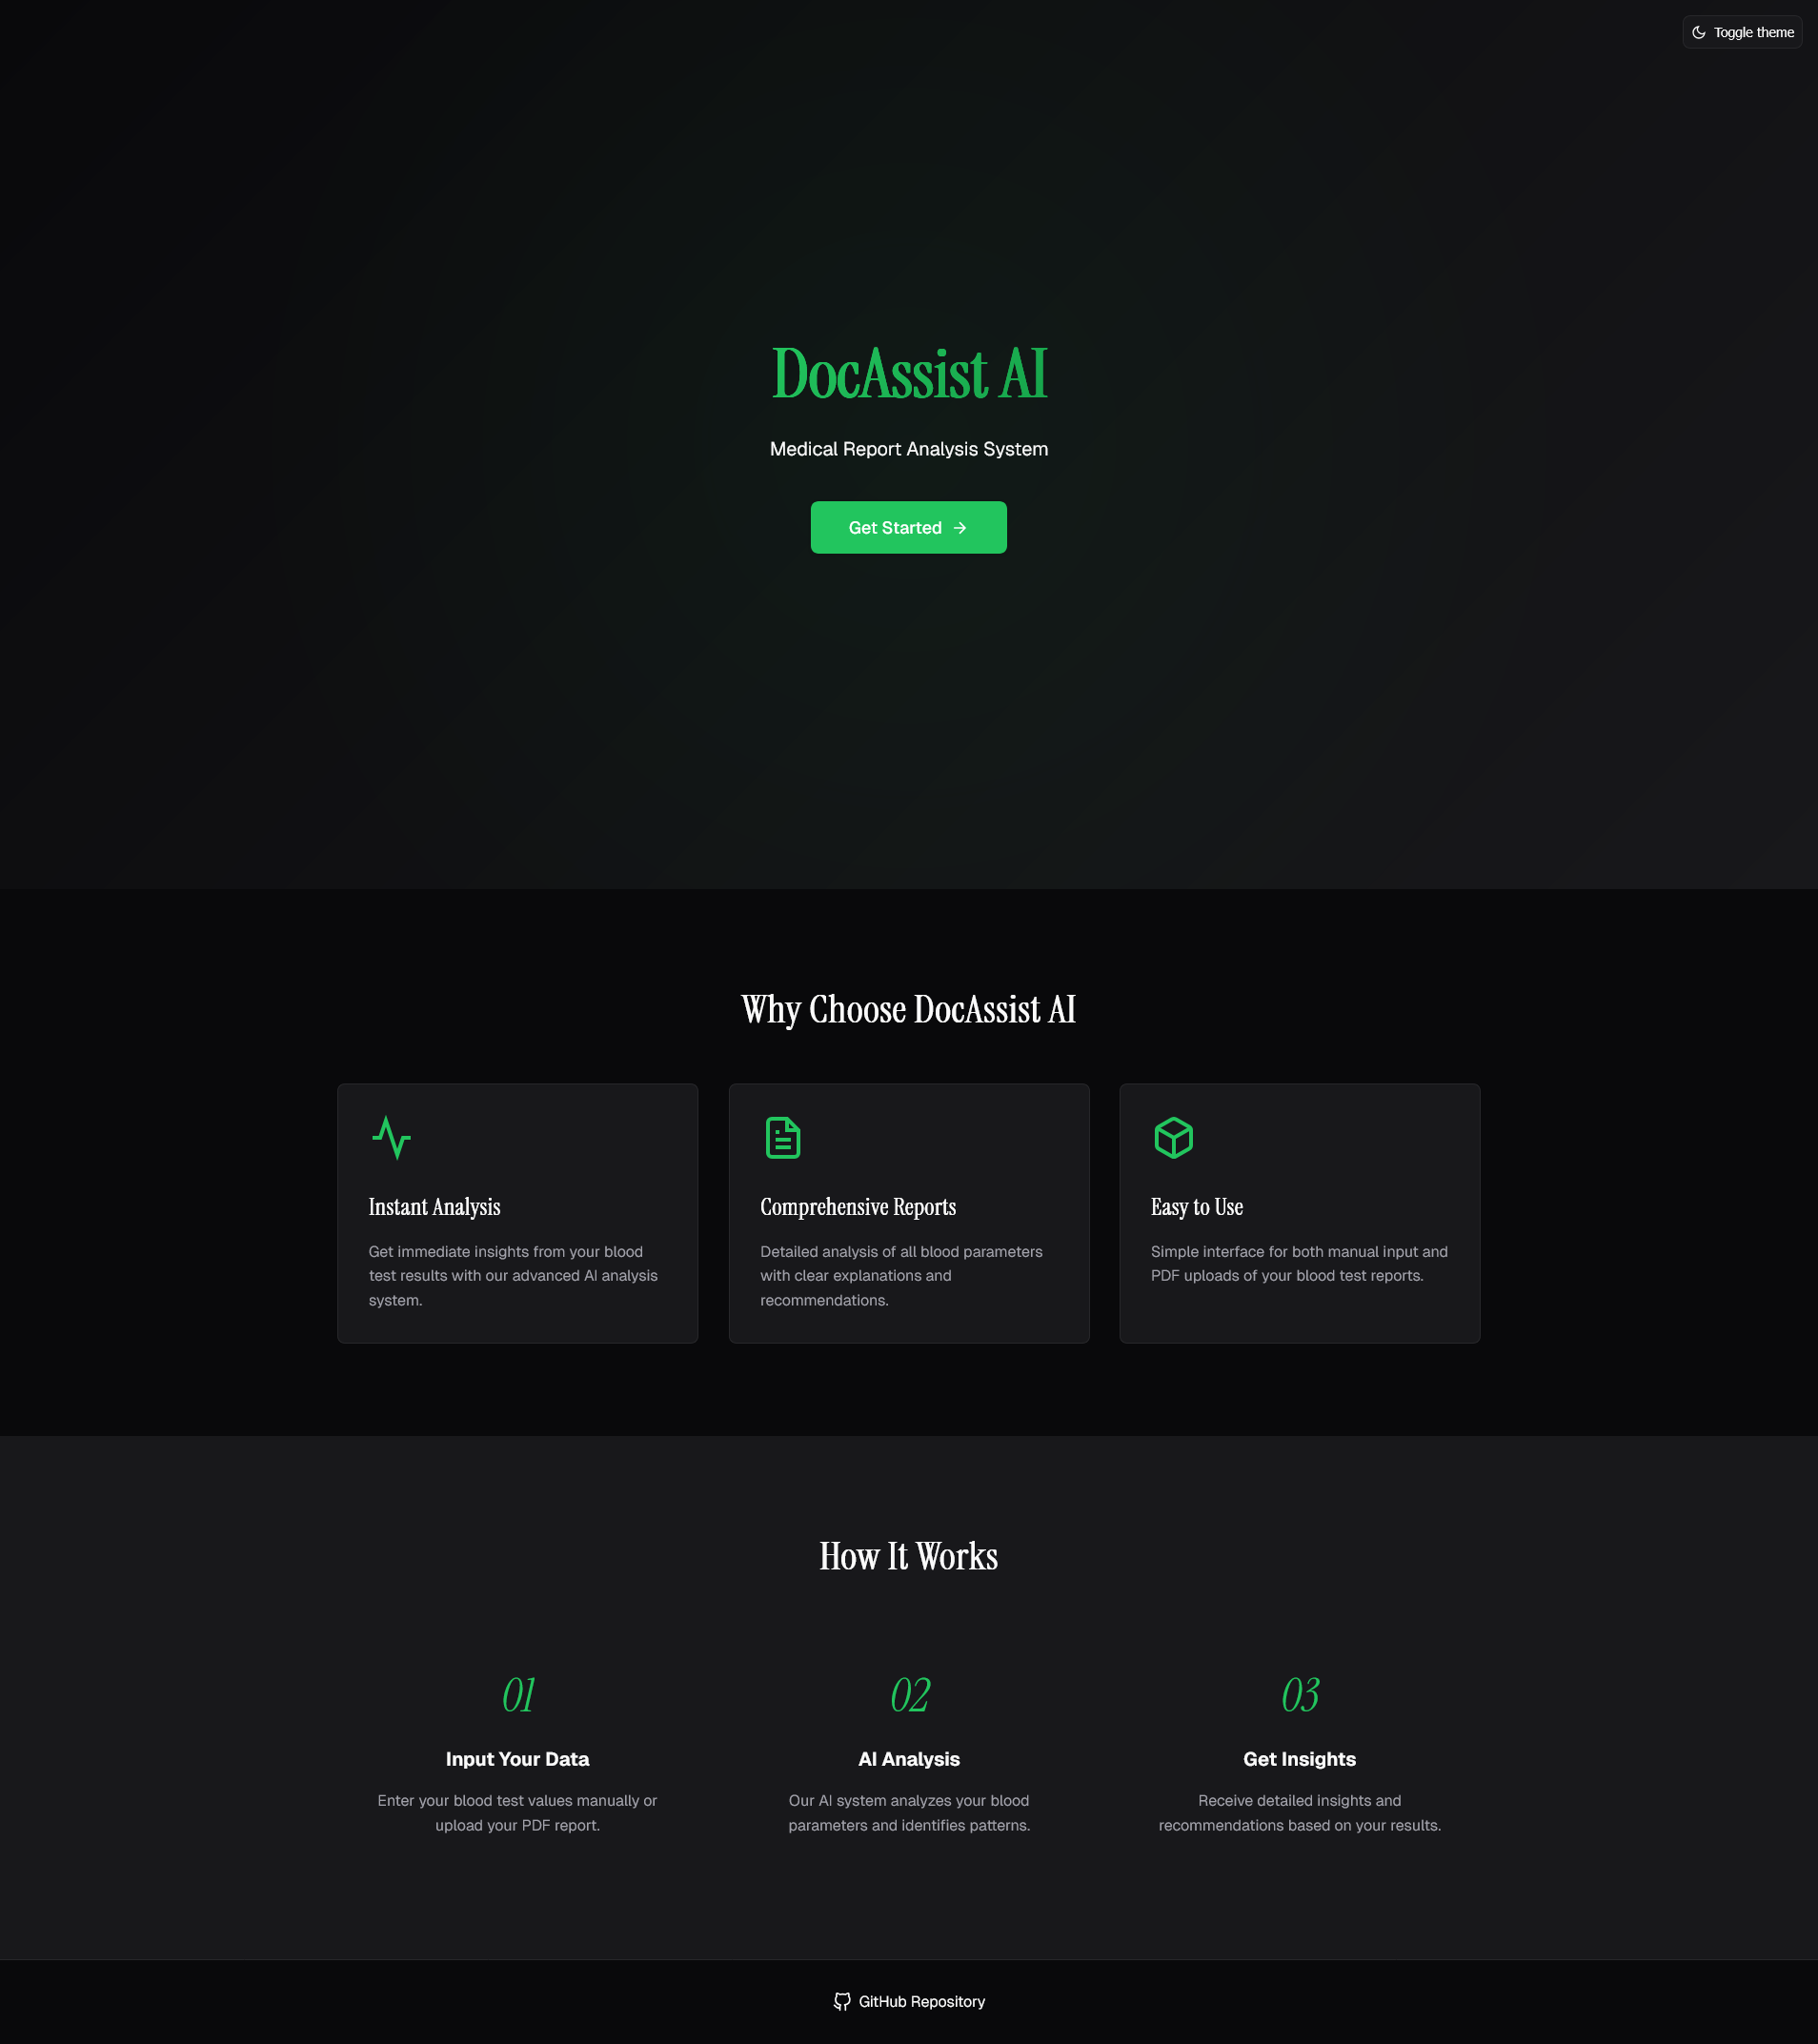 Toggle theme
DocAssist AI
Medical Report Analysis System
Get Started
Why Choose DocAssist AI
Instant Analysis
Get immediate insights from your blood
test results with our advanced AI analysis
system.
Comprehensive Reports
Detailed analysis of all blood parameters
with clear explanations and
recommendations.
Easy to Use
Simple interface for both manual input and
PDF uploads of your blood test reports.
How It Works
01
Input Your Data
Enter your blood test values manually or
upload your PDF report.
02
AI Analysis
Our AI system analyzes your blood
parameters and identifies patterns.
03
Get Insights
Receive detailed insights and
recommendations based on your results.
GitHub Repository